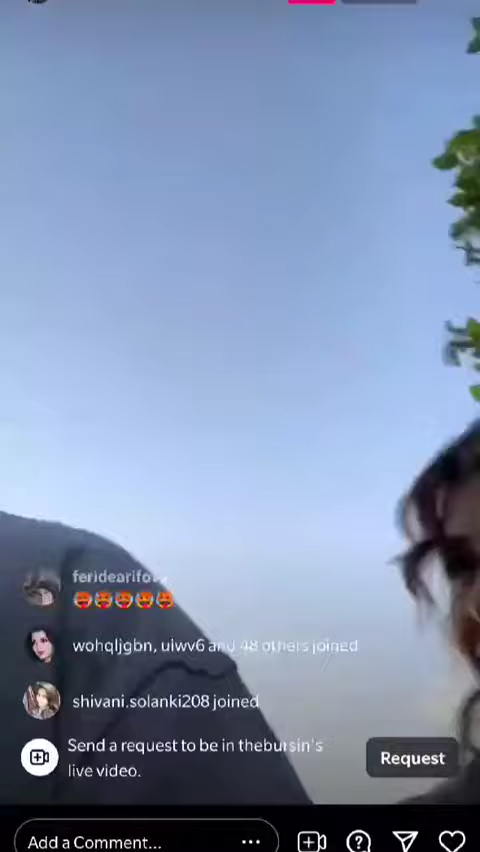 wohqljgbn, uiwv6 and 48 others joined
shivani.solanki208 joined
Send a request to be in thebursin's
live video.
Request
Add a Comment...